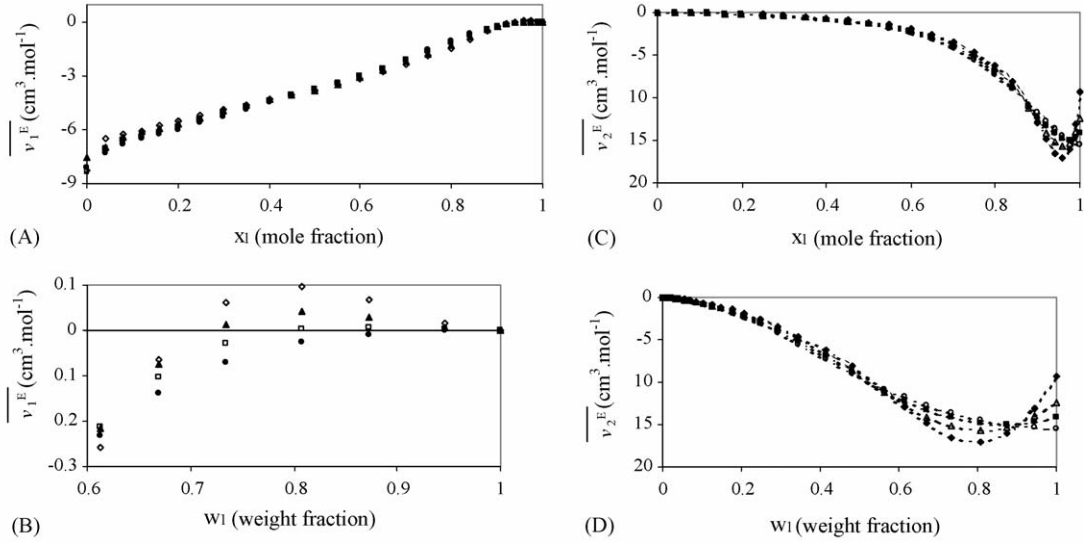 0
-3
-6
-9
v1E (cm3.mol-1)
0 0.2 0.4 0.6 0.8 1
(A) x1 (mole fraction)
0
-5
10
15
20
v2E (cm3.mol-1)
0 0.2 0.4 0.6 0.8 1
(C) x1 (mole fraction)
0.1
0
0.1
0.2
-0.3
v1E (cm3.mol-1)
0.6 0.7 0.8 0.9 1
(B) w1 (weight fraction)
0
-5
10
15
20
v2E (cm3.mol-1)
0 0.2 0.4 0.6 0.8 1
(D) w1 (weight fraction)